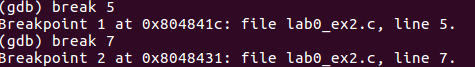 (gdb) break 5
Breakpoint 1 at 0x804841c: file lab0_ex2.c, line 5.
(gdb) break 7
Breakpoint 2 at 0x8048431: file lab0_ex2.c, line 7.